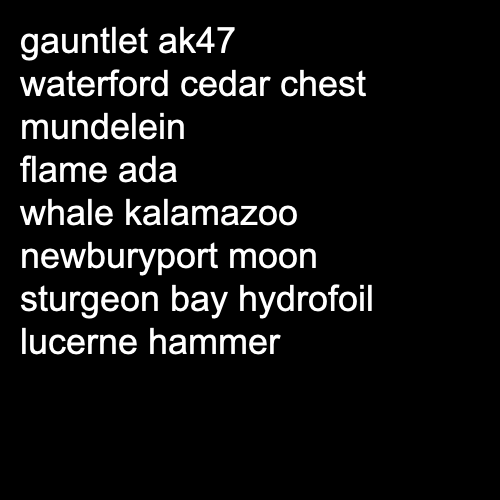 gauntlet ak47
waterford cedar chest
mundelein
flame ada
whale kalamazoo
newburyport moon
sturgeon bay hydrofoil
lucerne hammer